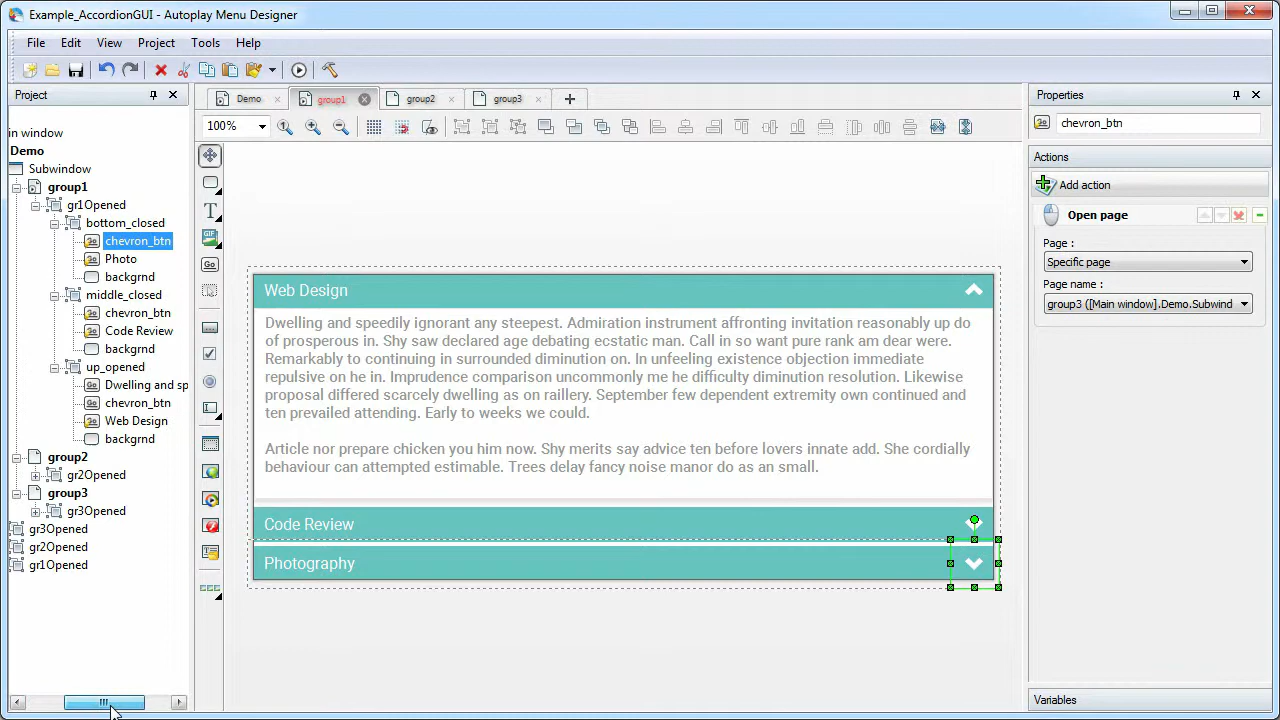 Example_AccordionGUI - Autoplay Menu Designer
File Edit View Project Tools Help
Project
in window
Demo
Subwindow
group1
gr1Opened
bottom_closed
chevron_btn
Photo
backgrnd
middle_closed
chevron_btn
Code Review
up_opened
Dwelling and sp
chevron_btn
Web Design
backgrnd
group2
gr2Opened
group3
gr3Opened
gr3Opened
gr2Opened
gr1Opened
Demo group1 group2 group3
100%
T
GIF
Go
Web Design
Dwelling and speedily ignorant any steepest. Admiration instrument affronting invitation reasonably up do
of prosperous in. Shy saw declared age debating ecstatic man. Call in so want pure rank am dear were.
Remarkably to continuing in surrounded diminution on. In unfeeling existence objection immediate
repulsive on he in. Imprudence comparison uncommonly me he difficulty diminution resolution. Likewise
proposal differed scarcely dwelling as on raillery. September few dependent extremity own continued and
ten prevailed attending. Early to weeks we could.
Article nor prepare chicken you him now. Shy merits say advice ten before lovers innate add. She cordially
behaviour can attempted estimable. Trees delay fancy noise manor do as an small.
Code Review
Photography
Properties
chevron_btn
Actions
Add action
Open page
Page :
Specific page
Page name :
group3 ([Main window].Demo.Subwind
Variables